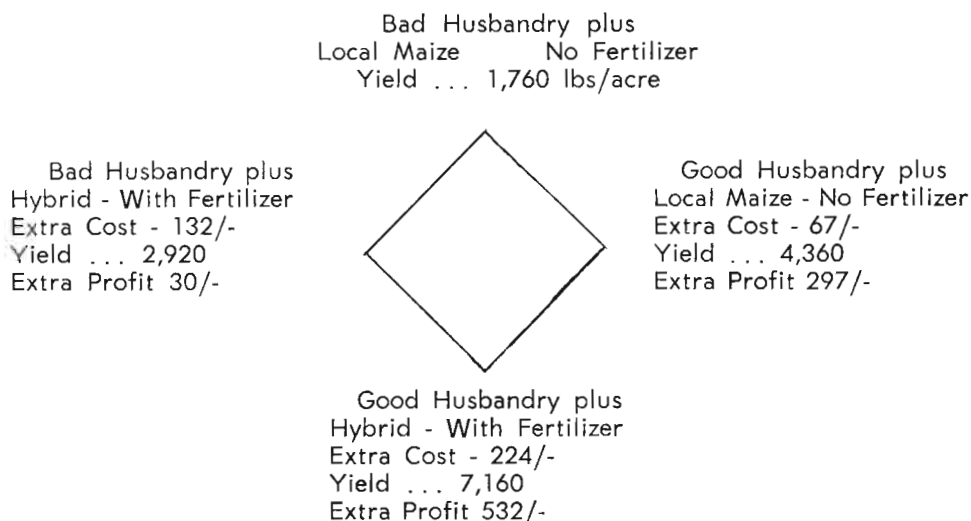 Bad Husbandry plus
Local Maize No Fertilizer
Yield ... 1,760 lbs/acre
Bad Husbandry plus
Hybrid - With Fertilizer
Extra Cost - 132/-
Yield ... 2,920
Extra Profit 30/-
Good Husbandry plus
Local Maize - No Fertilizer
Extra Cost - 67/-
Yield ... 4,360
Extra Profit 297/-
Good Husbandry plus
Hybrid - With Fertilizer
Extra Cost - 224/-
Yield ... 7,160
Extra Profit 532/-